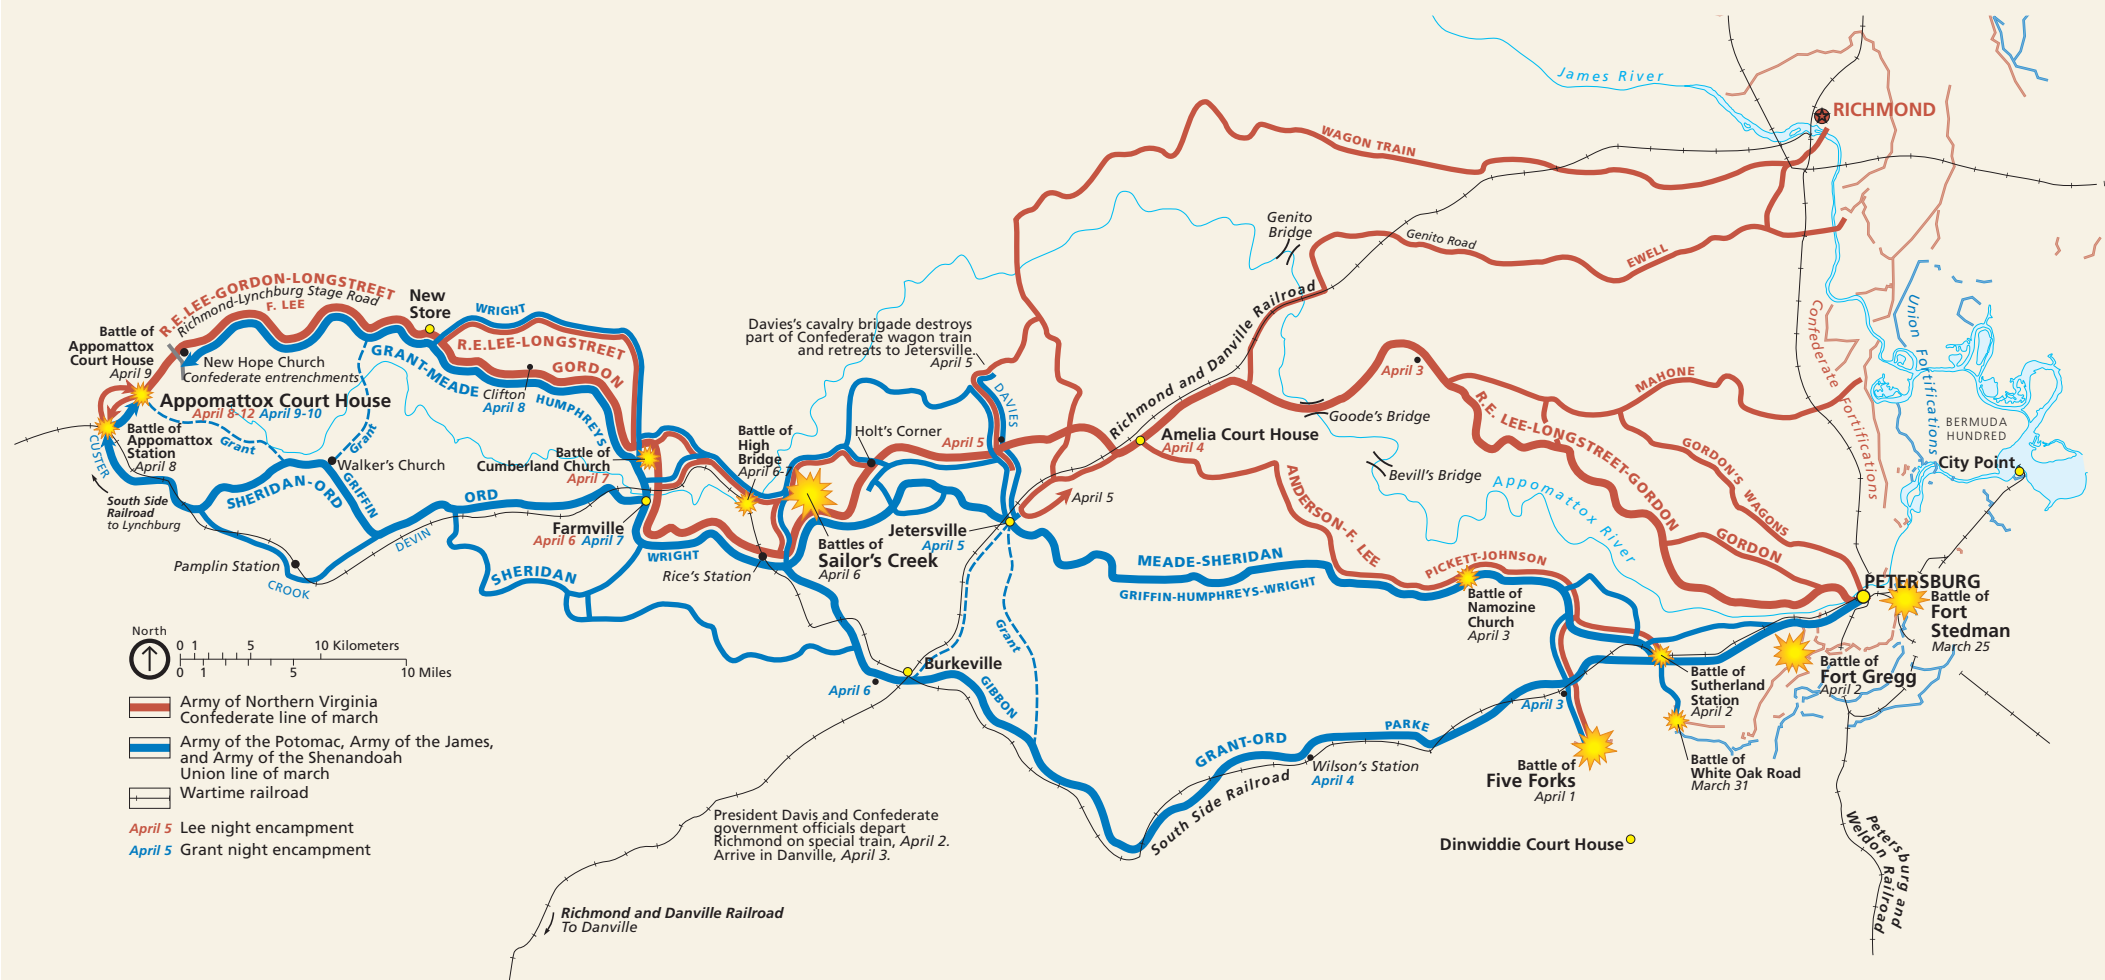 James River
RICHMOND
WAGON TRAIN
Genito
Bridge
Genito Road
EWELL
Richmond and Danville Railroad
Confederate
Fortifications
Union Fortifications
BERMUDA
HUNDRED
City Point
R.E.LEE-GORDON-LONGSTREET
Richmond-Lynchburg Stage Road
F. LEE
New
Store
WRIGHT
R.E.LEE-LONGSTREET
GORDON
GRANT-MEADE
HUMPHREYS
Clifton
April 8
Battle of
Appomattox
Court House
April 9
New Hope Church
Confederate entrenchments
Appomattox Court House
April 8-12 April 9-10
Battle of
Appomattox
Station
April 8
CUSTER
Grant
Grant
Walker's Church
SHERIDAN-ORD
GRIFFIN
South Side
Railroad
to Lynchburg
Pamplin Station
CROOK
DEVIN
ORD
SHERIDAN
Battle of
Cumberland Church
April 7
Farmville
April 6 April 7
WRIGHT
Rice's Station
Battle of
High
Bridge
April 6-7
Davies's cavalry brigade destroys
part of Confederate wagon train
and retreats to Jetersville.
April 5
DAVIES
Holt's Corner
April 5
Battles of
Sailor's Creek
April 6
Jetersville
April 5
April 5
Amelia Court House
April 4
Goode's Bridge
Bevill's Bridge
April 3
Appomattox River
MAHONE
R.E. LEE-LONGSTREET-GORDON
GORDON'S WAGONS
GORDON
ANDERSON-F. LEE
PICKETT-JOHNSON
MEADE-SHERIDAN
GRIFFIN-HUMPHREYS-WRIGHT
Battle of
Namozine
Church
April 3
PETERSBURG
Battle of
Fort
Stedman
March 25
Battle of
Fort Gregg
April 2
Battle of
Sutherland
Station
April 2
Battle of
White Oak Road
March 31
Battle of
Five Forks
April 1
Dinwiddie Court House
April 3
PARKE
GRANT-ORD
Wilson's Station
April 4
South Side Railroad
Grant
GIBBON
Burkeville
April 6
Petersburg and
Weldon Railroad
President Davis and Confederate
government officials depart
Richmond on special train, April 2.
Arrive in Danville, April 3.
Richmond and Danville Railroad
To Danville
North
0 1 5 10 Kilometers
0 1 5 10 Miles
Army of Northern Virginia
Confederate line of march
Army of the Potomac, Army of the James,
and Army of the Shenandoah
Union line of march
Wartime railroad
April 5 Lee night encampment
April 5 Grant night encampment